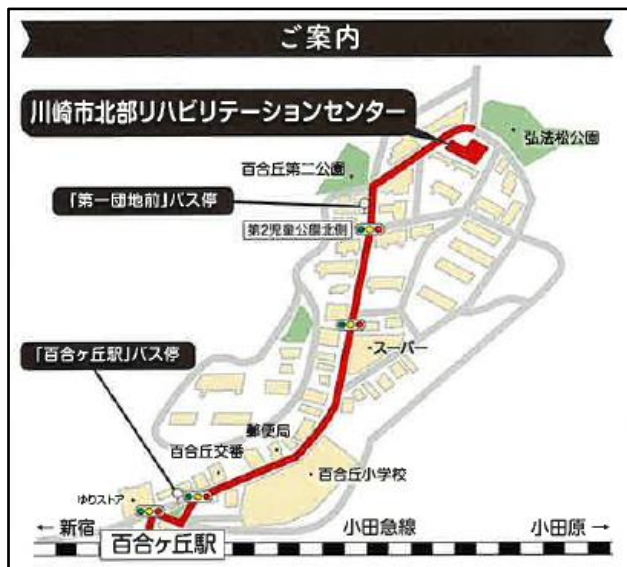 ご案内
川崎市北部リハビリテーションセンター
弘法松公園
百合丘第二公園
「第一団地前」バス停
第2児童公園北側
「百合ヶ丘駅」バス停
スーパー
郵便局
百合丘交番
百合丘小学校
ゆりストア
← 新宿
小田急線
小田原 →
百合ヶ丘駅